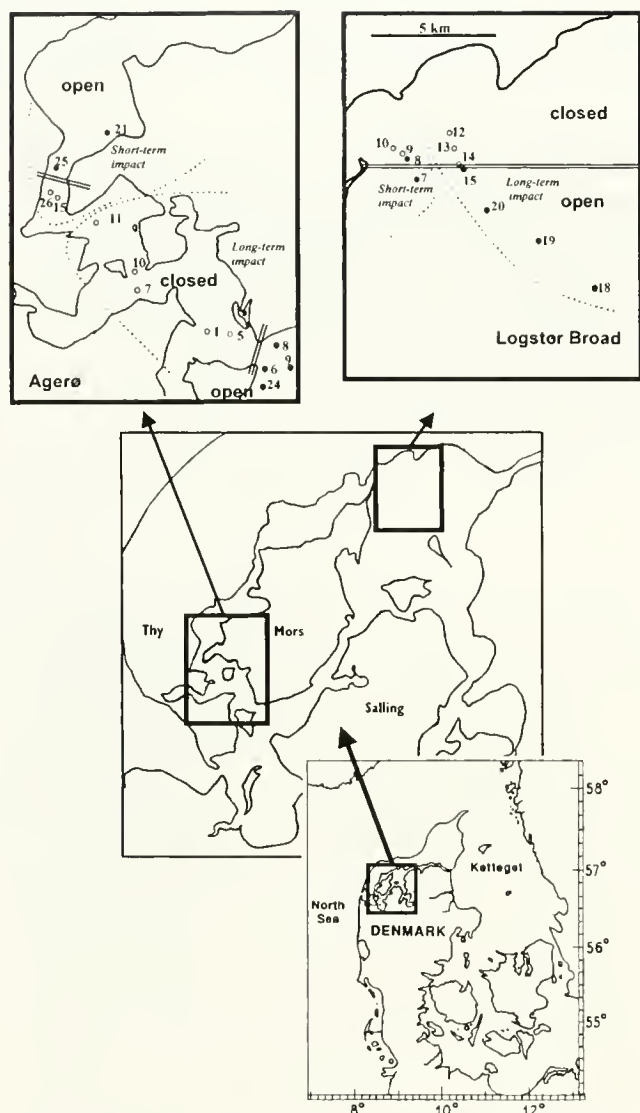 open
21
25
Short-term
impact
26
15
11
10
7
closed
Long-term
impact
1
5
8
9
6
24
open
Agerø
5 km
closed
12
10
9
13
8
14
7
15
Short-term
impact
Long-term
impact
open
20
19
18
Logstør Broad
Thy
Mors
Salling
North
Sea
Kattegat
DENMARK
58°
57°
56°
55°
8°
10°
12°